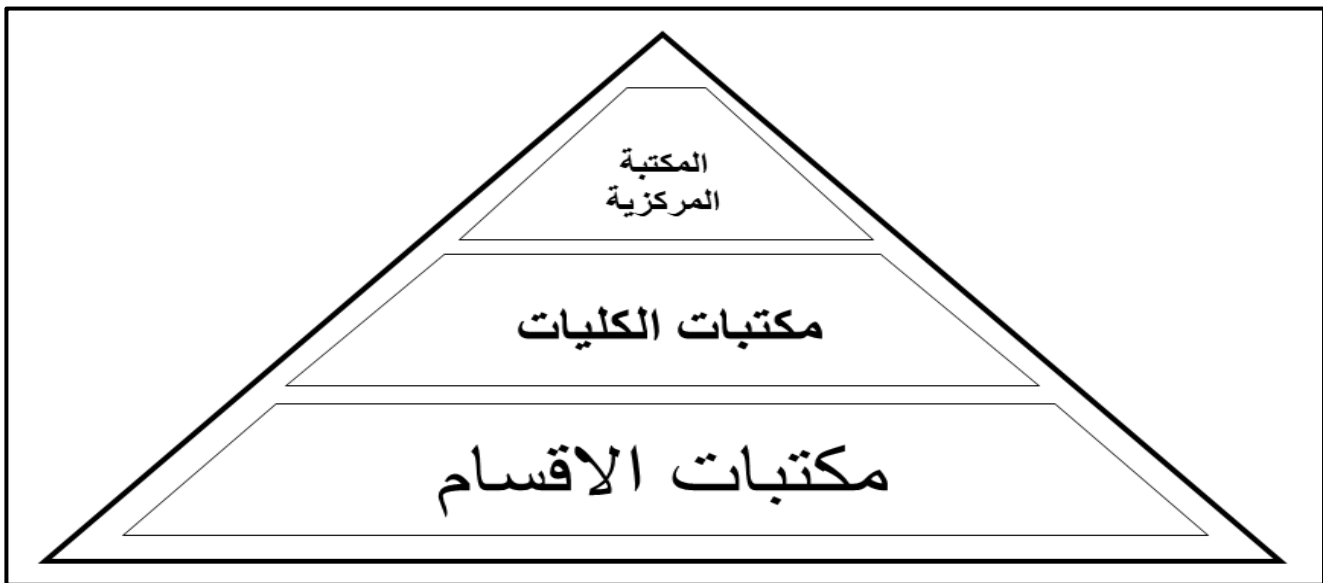 المكتبة
المركزية
مكتبات الكليات
مكتبات الاقسام